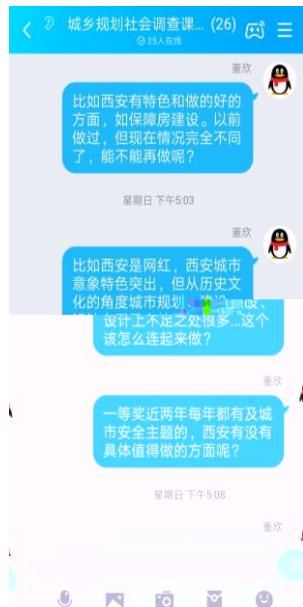 城乡规划社会调查课... (26)
25人在线
董欣
比如西安有特色和做的好的
方面，如保障房建设。以前
做过，但现在情况完全不同
了，能不能再做呢？
星期日 下午5:03
董欣
比如西安是网红，西安城市
意象特色突出，但从历史文
化的角度城市规划、
设计上不足之处很多...这个
该怎么连起来做？
董欣
一等奖近两年每年都有及城
市安全主题的，西安有没有
具体值得做的方面呢？
星期日 下午5:08
董欣